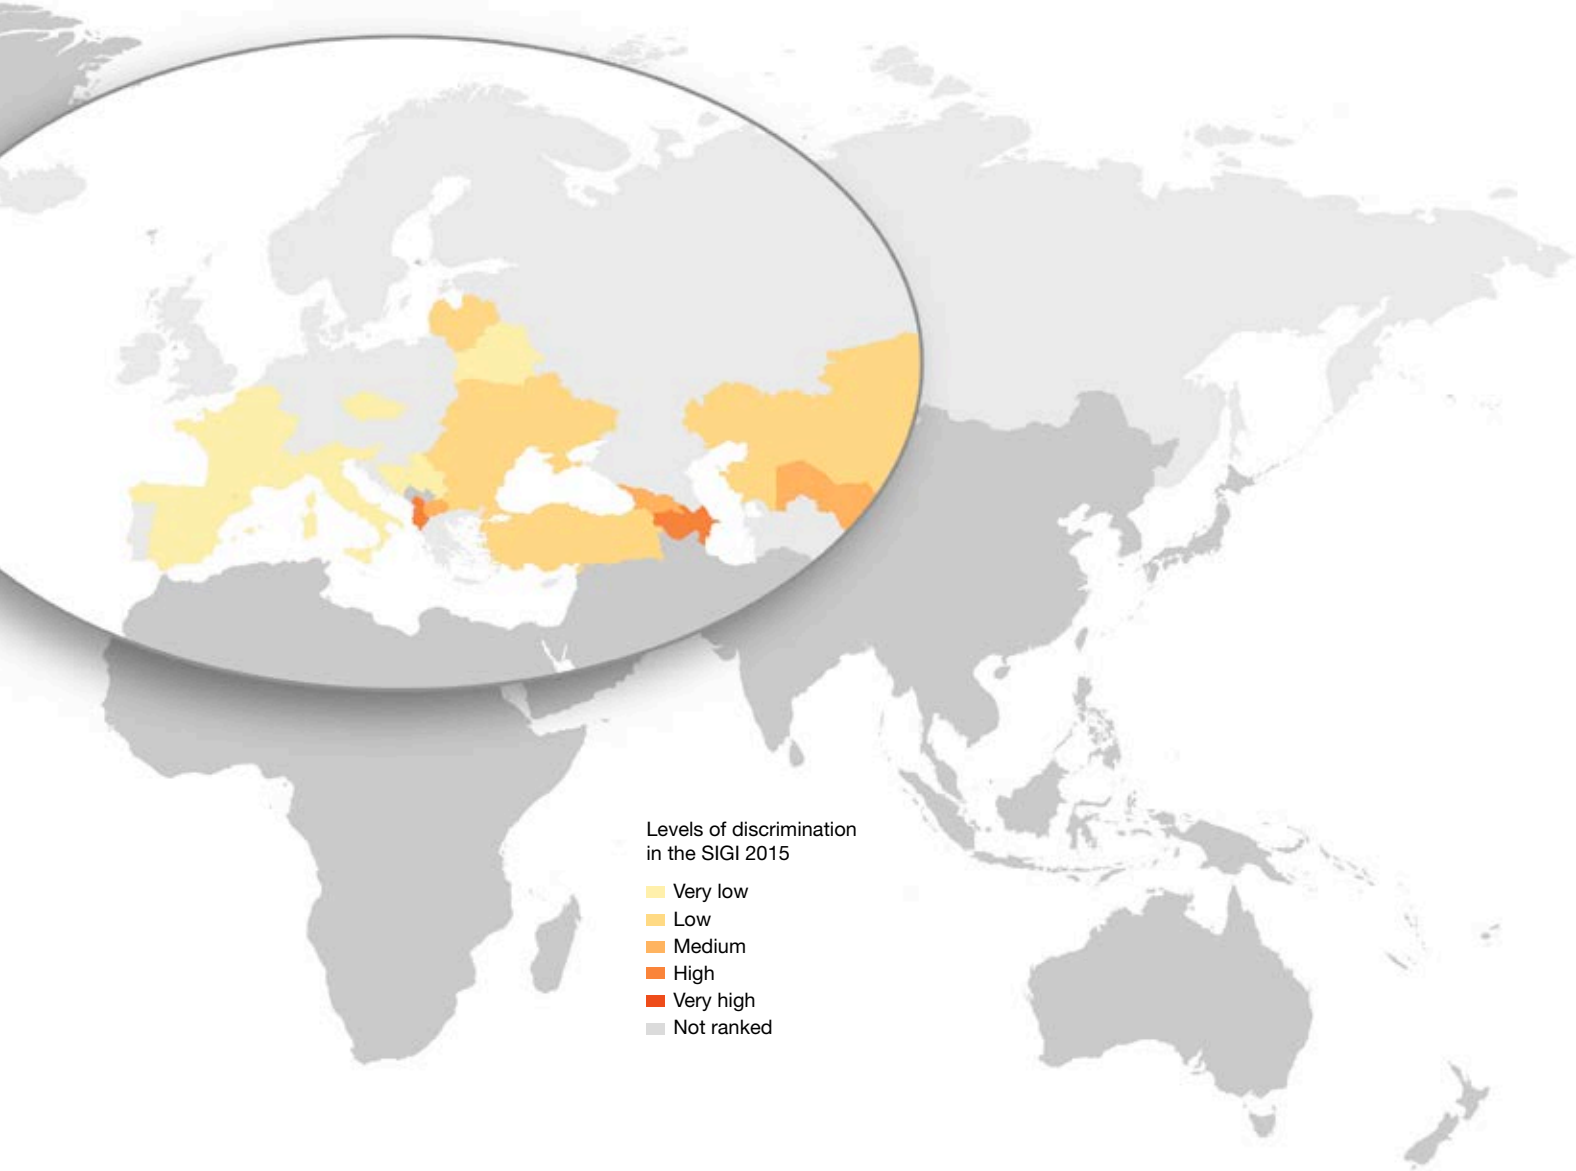 Levels of discrimination
in the SIGI 2015
Very low
Low
Medium
High
Very high
Not ranked